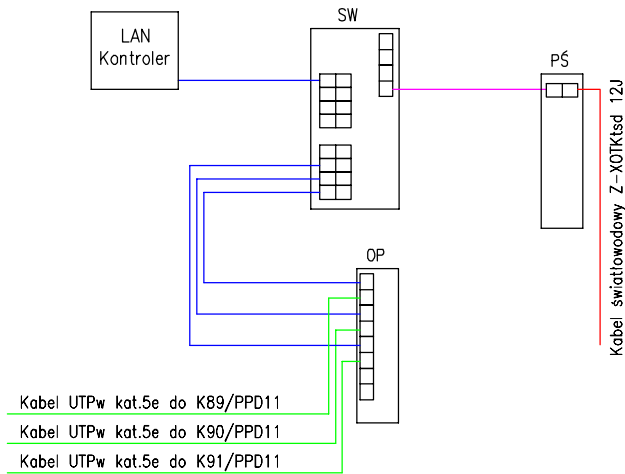 LAN
Kontroler
SW
PŚ
Kabel światłowodowy Z-XOTKtsd 12J
OP
Kabel UTPw kat.5e do K89/PPD11
Kabel UTPw kat.5e do K90/PPD11
Kabel UTPw kat.5e do K91/PPD11